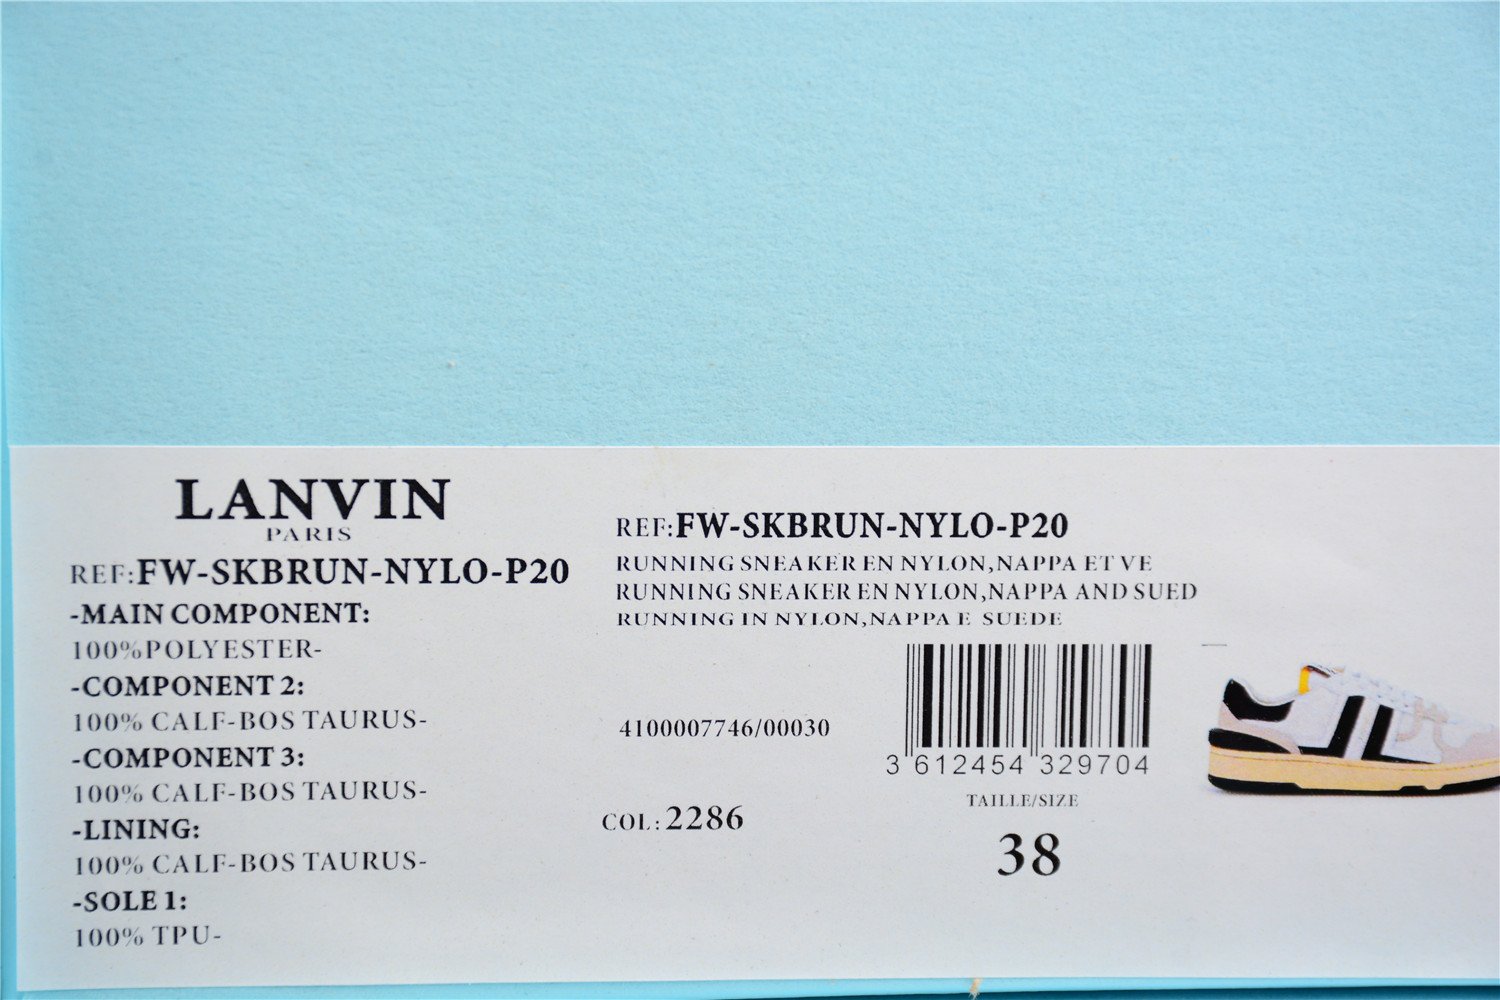 LANVIN
PARIS
REF:FW-SKBRUN-NYLO-P20
-MAIN COMPONENT:
100%POLYESTER-
-COMPONENT 2:
100% CALF-BOS TAURUS-
-COMPONENT 3:
100% CALF-BOS TAURUS-
-LINING:
100% CALF-BOS TAURUS-
-SOLE 1:
100% TPU-
REF:FW-SKBRUN-NYLO-P20
RUNNING SNEAKER EN NYLON,NAPPA ET VE
RUNNING SNEAKER EN NYLON,NAPPA AND SUED
RUNNING IN NYLON,NAPPA E SUEDE
4100007746/00030
3 612454 329704
COL:2286
TAILLE/SIZE
38